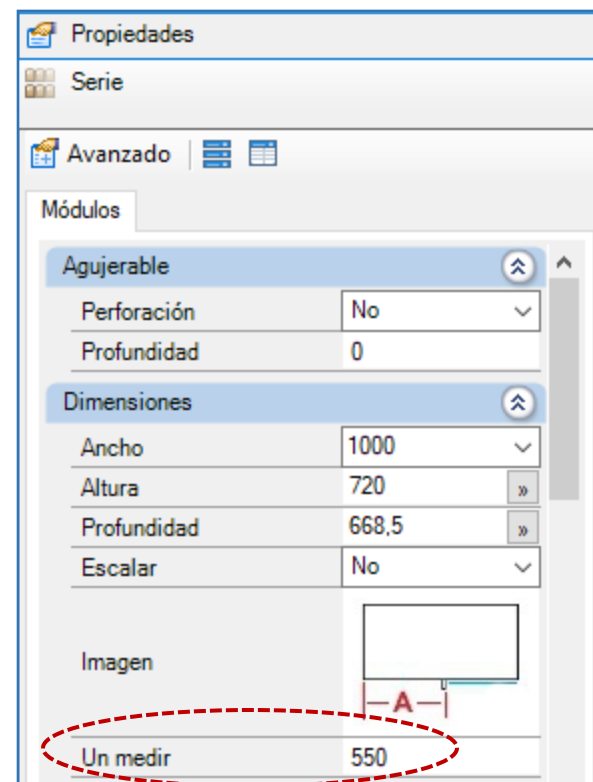 Propiedades
Serie
Avanzado
Módulos
Agujerable
Perforación No
Profundidad 0
Dimensiones
Ancho 1000
Altura 720 »
Profundidad 668,5 »
Escalar No
Imagen
A
Un medir 550